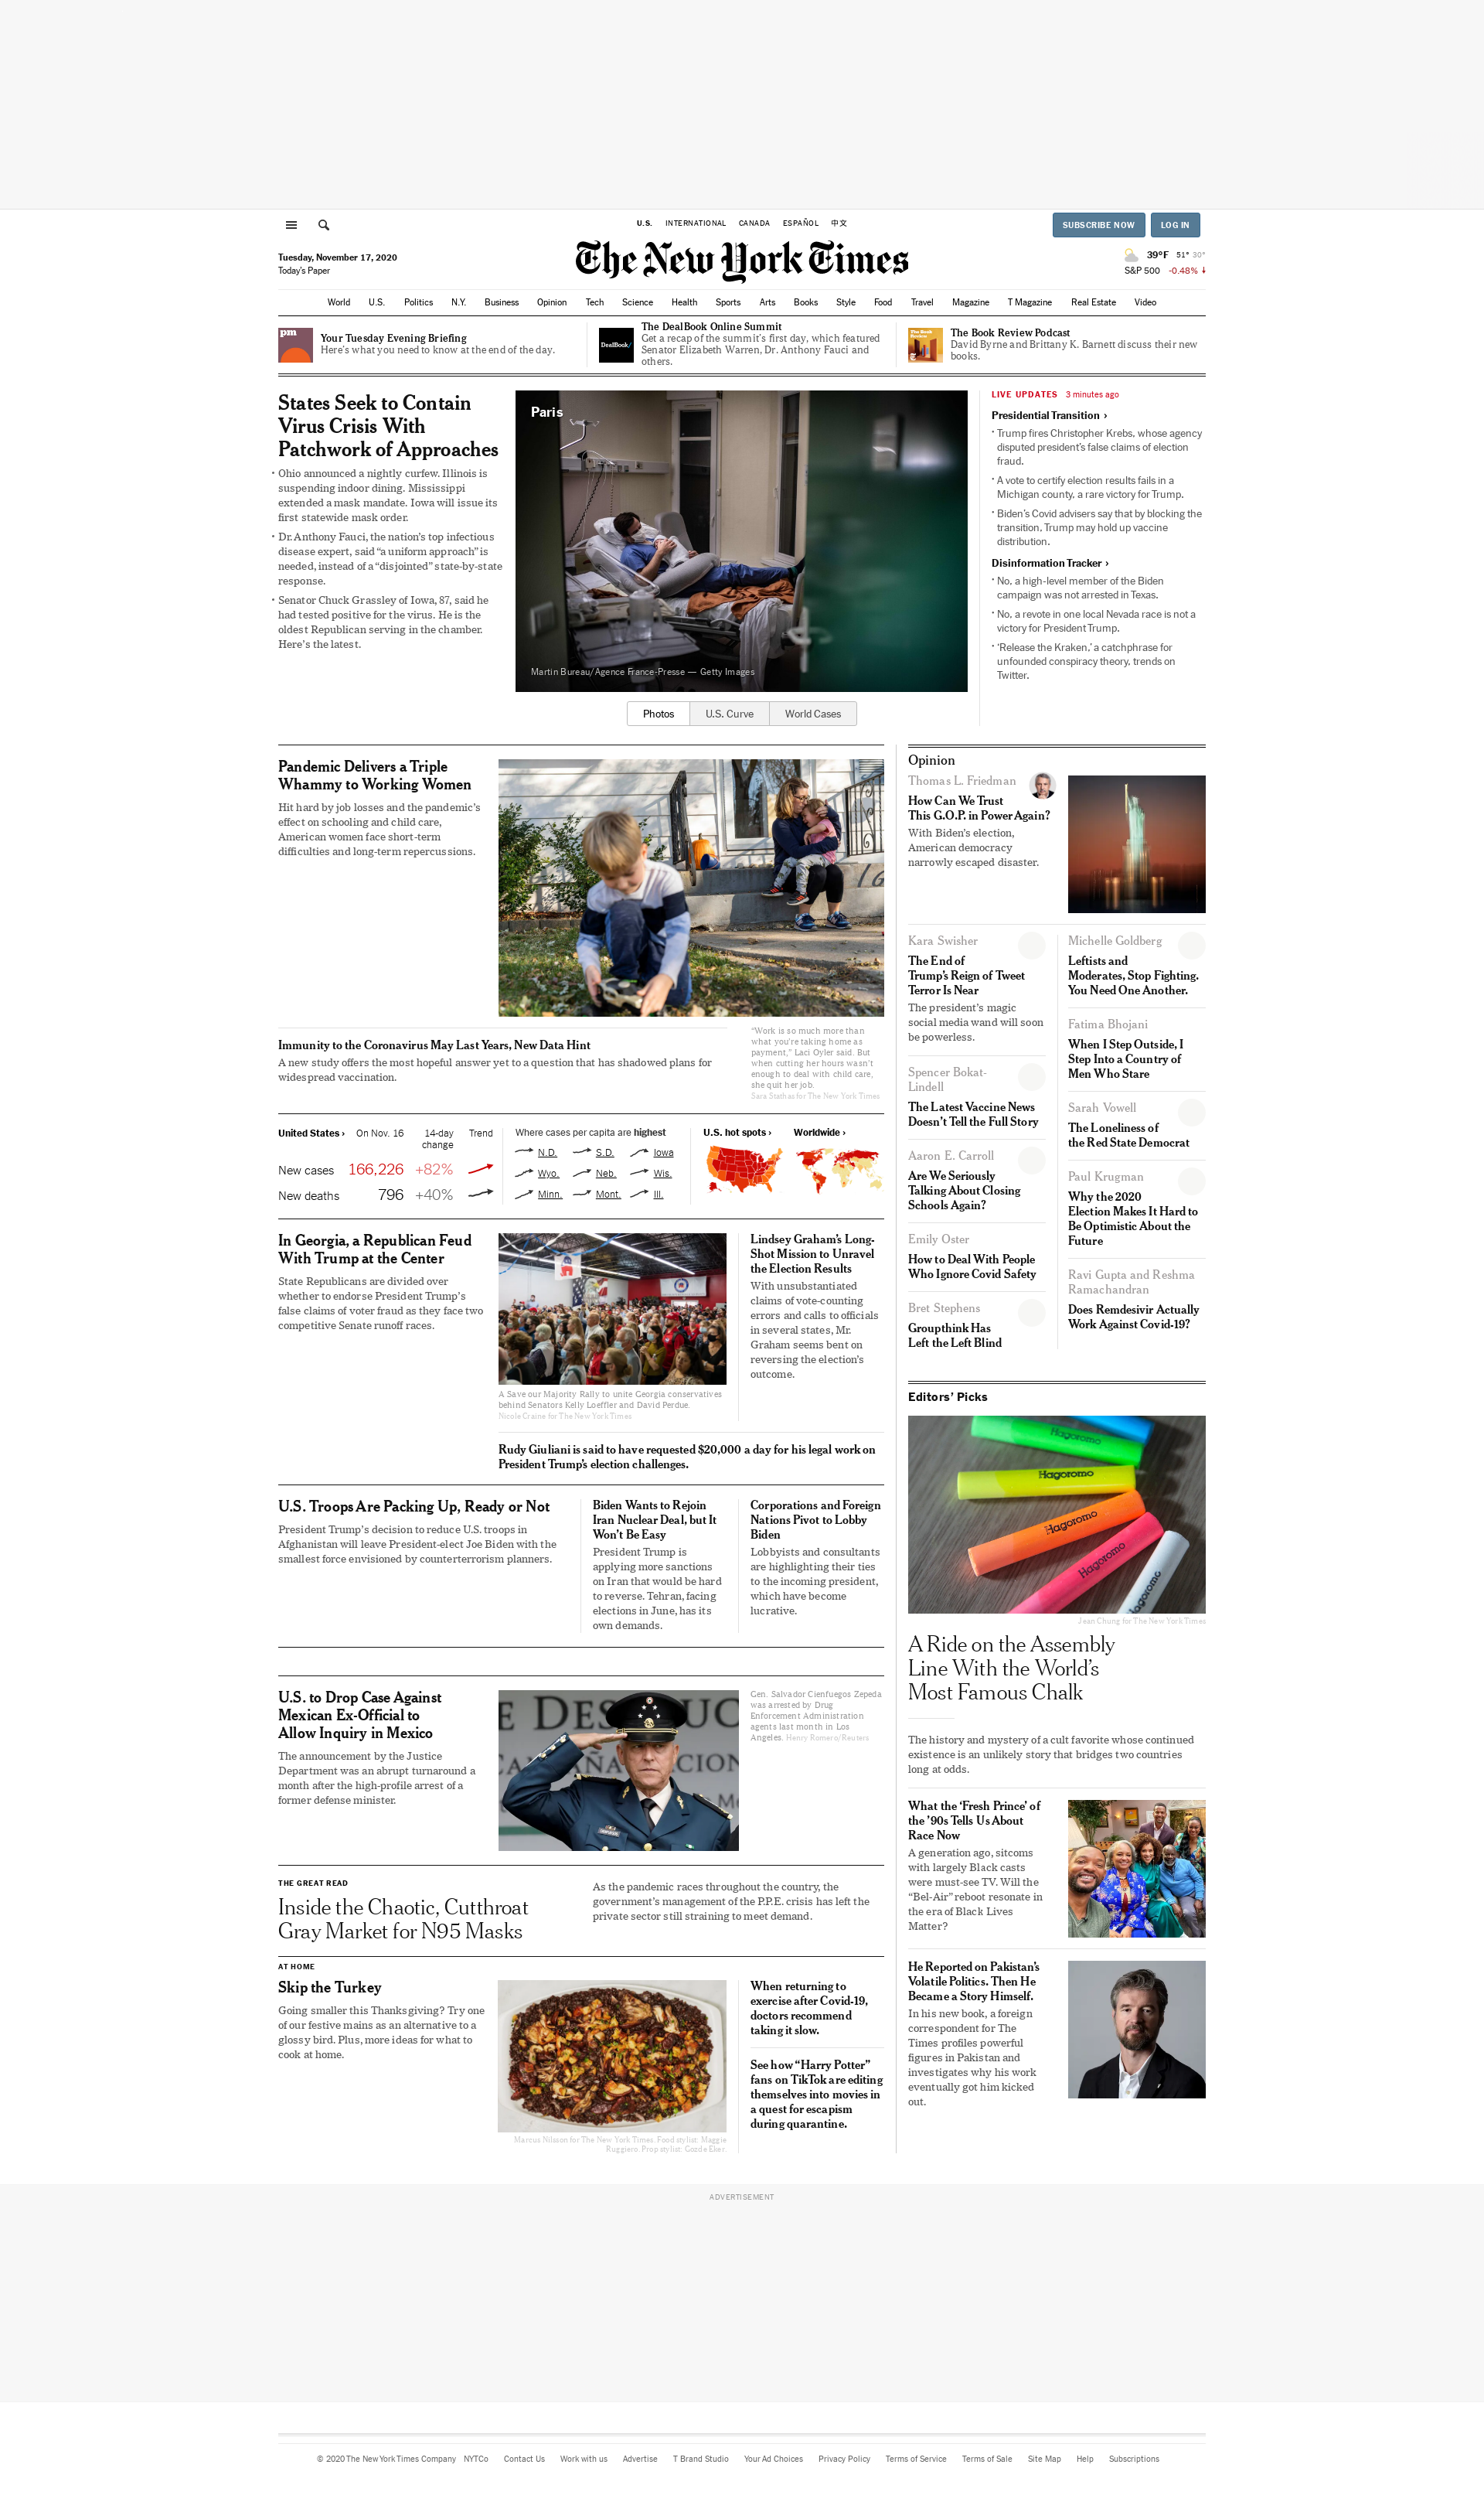 U.S. INTERNATIONAL CANADA ESPAÑOL 中文
SUBSCRIBE NOW LOG IN
Tuesday, November 17, 2020
Today's Paper
The New York Times
39°F 51° 30°
S&P 500 -0.48% ↓
World U.S. Politics N.Y. Business Opinion Tech Science Health Sports Arts Books Style Food Travel Magazine T Magazine Real Estate Video
pm
Your Tuesday Evening Briefing
Here's what you need to know at the end of the day.
DealBook/
The DealBook Online Summit
Get a recap of the summit's first day, which featured
Senator Elizabeth Warren, Dr. Anthony Fauci and
others.
The Book Review Podcast
David Byrne and Brittany K. Barnett discuss their new
books.
States Seek to Contain
Virus Crisis With
Patchwork of Approaches
• Ohio announced a nightly curfew. Illinois is
suspending indoor dining. Mississippi
extended a mask mandate. Iowa will issue its
first statewide mask order.
• Dr. Anthony Fauci, the nation's top infectious
disease expert, said “a uniform approach” is
needed, instead of a “disjointed” state-by-state
response.
• Senator Chuck Grassley of Iowa, 87, said he
had tested positive for the virus. He is the
oldest Republican serving in the chamber.
Here's the latest.
Paris
Martin Bureau/Agence France-Presse — Getty Images
Photos U.S. Curve World Cases
LIVE UPDATES 3 minutes ago
Presidential Transition ›
• Trump fires Christopher Krebs, whose agency
disputed president's false claims of election
fraud.
• A vote to certify election results fails in a
Michigan county, a rare victory for Trump.
• Biden's Covid advisers say that by blocking the
transition, Trump may hold up vaccine
distribution.
Disinformation Tracker ›
• No, a high-level member of the Biden
campaign was not arrested in Texas.
• No, a revote in one local Nevada race is not a
victory for President Trump.
• ‘Release the Kraken,’ a catchphrase for
unfounded conspiracy theory, trends on
Twitter.
Pandemic Delivers a Triple
Whammy to Working Women
Hit hard by job losses and the pandemic's
effect on schooling and child care,
American women face short-term
difficulties and long-term repercussions.
“Work is so much more than
what you're taking home as
payment,” Laci Oyler said. But
when cutting her hours wasn't
enough to deal with child care,
she quit her job.
Sara Stathas for The New York Times
Immunity to the Coronavirus May Last Years, New Data Hint
A new study offers the most hopeful answer yet to a question that has shadowed plans for
widespread vaccination.
United States › On Nov. 16 14-day
change Trend
New cases 166,226 +82%
New deaths 796 +40%
Where cases per capita are highest
N.D. S.D. Iowa
Wyo. Neb. Wis.
Minn. Mont. Ill.
U.S. hot spots › Worldwide ›
In Georgia, a Republican Feud
With Trump at the Center
State Republicans are divided over
whether to endorse President Trump's
false claims of voter fraud as they face two
competitive Senate runoff races.
A Save our Majority Rally to unite Georgia conservatives
behind Senators Kelly Loeffler and David Perdue.
Nicole Craine for The New York Times
Lindsey Graham's Long-
Shot Mission to Unravel
the Election Results
With unsubstantiated
claims of vote-counting
errors and calls to officials
in several states, Mr.
Graham seems bent on
reversing the election's
outcome.
Rudy Giuliani is said to have requested $20,000 a day for his legal work on
President Trump's election challenges.
U.S. Troops Are Packing Up, Ready or Not
President Trump's decision to reduce U.S. troops in
Afghanistan will leave President-elect Joe Biden with the
smallest force envisioned by counterterrorism planners.
Biden Wants to Rejoin
Iran Nuclear Deal, but It
Won't Be Easy
President Trump is
applying more sanctions
on Iran that would be hard
to reverse. Tehran, facing
elections in June, has its
own demands.
Corporations and Foreign
Nations Pivot to Lobby
Biden
Lobbyists and consultants
are highlighting their ties
to the incoming president,
which have become
lucrative.
U.S. to Drop Case Against
Mexican Ex-Official to
Allow Inquiry in Mexico
The announcement by the Justice
Department was an abrupt turnaround a
month after the high-profile arrest of a
former defense minister.
Gen. Salvador Cienfuegos Zepeda
was arrested by Drug
Enforcement Administration
agents last month in Los
Angeles. Henry Romero/Reuters
THE GREAT READ
Inside the Chaotic, Cutthroat
Gray Market for N95 Masks
As the pandemic races throughout the country, the
government's management of the P.P.E. crisis has left the
private sector still straining to meet demand.
AT HOME
Skip the Turkey
Going smaller this Thanksgiving? Try one
of our festive mains as an alternative to a
glossy bird. Plus, more ideas for what to
cook at home.
Marcus Nilsson for The New York Times. Food stylist: Maggie
Ruggiero. Prop stylist: Gozde Eker.
When returning to
exercise after Covid-19,
doctors recommend
taking it slow.
See how “Harry Potter”
fans on TikTok are editing
themselves into movies in
a quest for escapism
during quarantine.
Opinion
Thomas L. Friedman
How Can We Trust
This G.O.P. in Power Again?
With Biden's election,
American democracy
narrowly escaped disaster.
Kara Swisher
The End of
Trump's Reign of Tweet
Terror Is Near
The president's magic
social media wand will soon
be powerless.
Spencer Bokat-
Lindell
The Latest Vaccine News
Doesn't Tell the Full Story
Aaron E. Carroll
Are We Seriously
Talking About Closing
Schools Again?
Emily Oster
How to Deal With People
Who Ignore Covid Safety
Bret Stephens
Groupthink Has
Left the Left Blind
Michelle Goldberg
Leftists and
Moderates, Stop Fighting.
You Need One Another.
Fatima Bhojani
When I Step Outside, I
Step Into a Country of
Men Who Stare
Sarah Vowell
The Loneliness of
the Red State Democrat
Paul Krugman
Why the 2020
Election Makes It Hard to
Be Optimistic About the
Future
Ravi Gupta and Reshma
Ramachandran
Does Remdesivir Actually
Work Against Covid-19?
Editors' Picks
Hagoromo
Hagoromo
Hagoromo
Hagoromo
Hagoromo
Jean Chung for The New York Times
A Ride on the Assembly
Line With the World's
Most Famous Chalk
The history and mystery of a cult favorite whose continued
existence is an unlikely story that bridges two countries
long at odds.
What the ‘Fresh Prince’ of
the ’90s Tells Us About
Race Now
A generation ago, sitcoms
with largely Black casts
were must-see TV. Will the
“Bel-Air” reboot resonate in
the era of Black Lives
Matter?
He Reported on Pakistan's
Volatile Politics. Then He
Became a Story Himself.
In his new book, a foreign
correspondent for The
Times profiles powerful
figures in Pakistan and
investigates why his work
eventually got him kicked
out.
ADVERTISEMENT
© 2020 The New York Times Company NYTCo Contact Us Work with us Advertise T Brand Studio Your Ad Choices Privacy Policy Terms of Service Terms of Sale Site Map Help Subscriptions